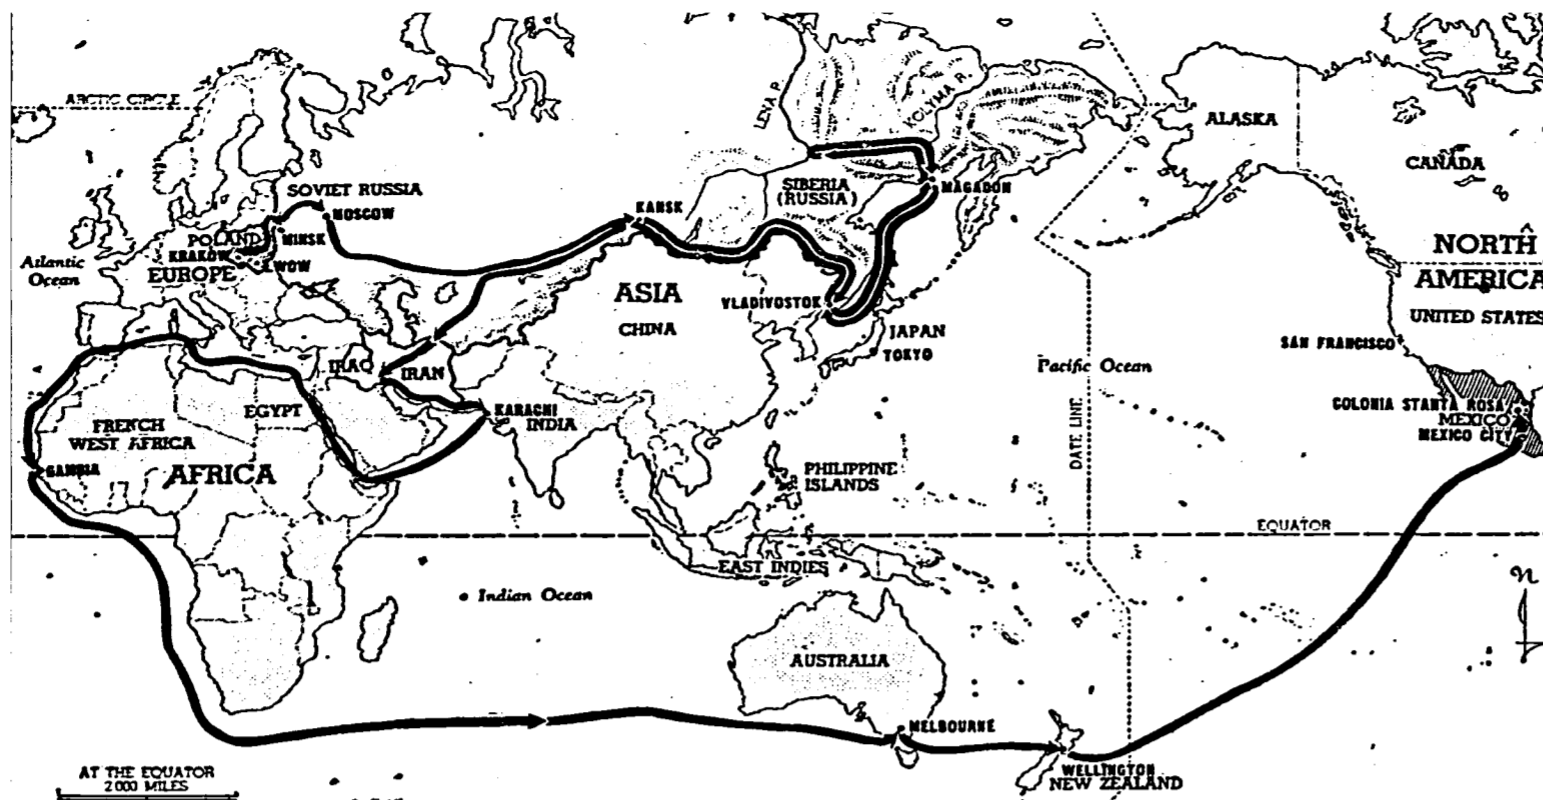 ARCTIC CIRCLE
LENA R.
KOLYMA R.
ALASKA
CANADA
SOVIET RUSSIA
MOSCOW
SIBERIA
(RUSSIA)
MAGADON
KANSK
POLAND
MINSK
KRAKOW
WOW
EUROPE
Atlantic
Ocean
NORTH
AMERICA
UNITED STATES
ASIA
CHINA
VLADIVOSTOK
JAPAN
TOKYO
SAN FRANCISCO
IRAQ
IRAN
Pacific Ocean
EGYPT
KARACHI
INDIA
COLONIA STANTA ROSA
MEXICO
MEXICO CITY
FRENCH
WEST AFRICA
DATE LINE
GAMBIA
AFRICA
PHILIPPINE
ISLANDS
EQUATOR
EAST INDIES
Indian Ocean
N
AUSTRALIA
MELBOURNE
WELLINGTON
NEW ZEALAND
AT THE EQUATOR
2000 MILES